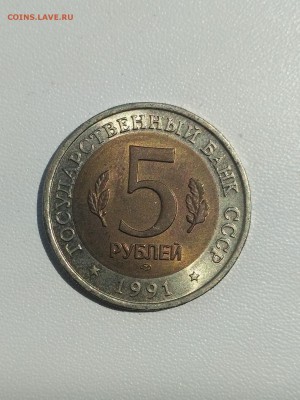 COINS.LAVE.RU
ГОСУДАРСТВЕННЫЙ БАНК СССР
5
РУБЛЕЙ
1991